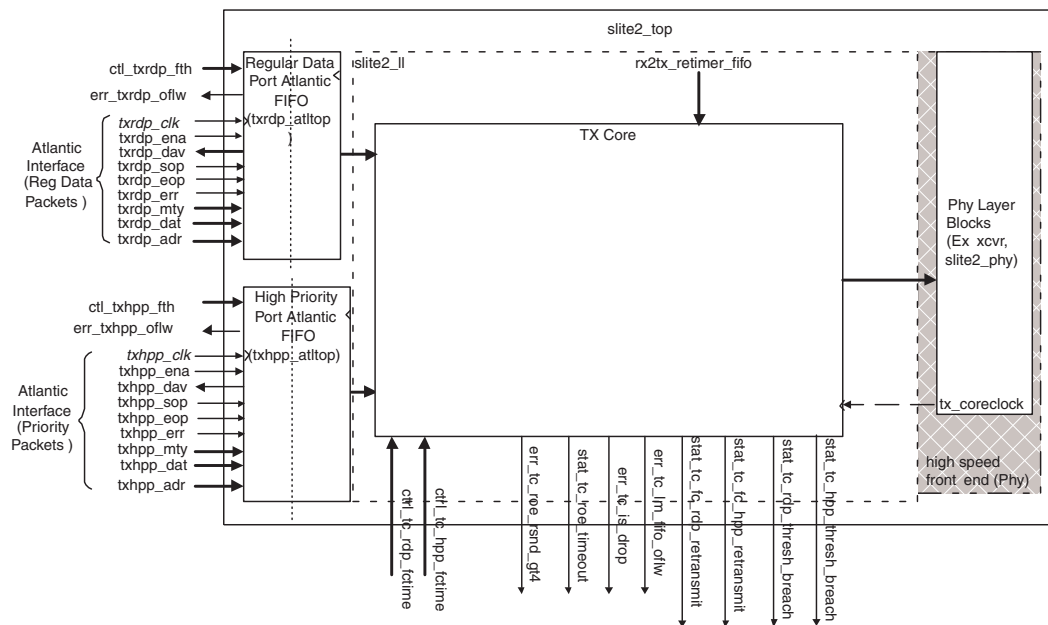 slite2_top
ctl_txrdp_fth
err_txrdp_oflw
txrdp_clk
txrdp_ena
txrdp_dav
txrdp_sop
txrdp_eop
txrdp_err
txrdp_mty
txrdp_dat
txrdp_adr
Atlantic
Interface
(Reg Data
Packets )
Regular Data
Port Atlantic
FIFO
(txrdp_atltop
)
slite2_ll
rx2tx_retimer_fifo
TX Core
Phy Layer
Blocks
(Ex xcvr,
slite2_phy)
tx_coreclock
high speed
front end (Phy)
ctl_txhpp_fth
err_txhpp_oflw
txhpp_clk
txhpp_ena
txhpp_dav
txhpp_sop
txhpp_eop
txhpp_err
txhpp_mty
txhpp_dat
txhpp_adr
Atlantic
Interface
(Priority
Packets )
High Priority
Port Atlantic
FIFO
(txhpp_atltop)
ctrl_tc_rdp_fctime
ctrl_tc_hpp_fctime
err_tc_roe_rsnd_gt4
stat_tc_roe_timeout
err_tc_is_drop
err_tc_lm_fifo_oflw
stat_tc_fc_rdp_retransmit
stat_tc_fc_hpp_retransmit
stat_tc_rdp_thresh_breach
stat_tc_hpp_thresh_breach